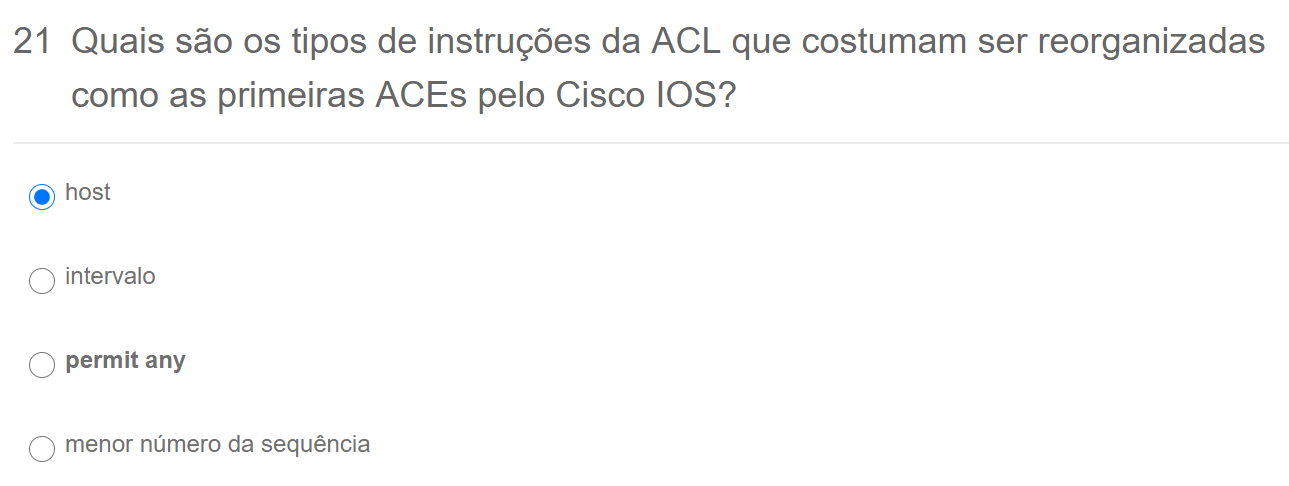 21 Quais são os tipos de instruções da ACL que costumam ser reorganizadas
como as primeiras ACEs pelo Cisco IOS?
host
intervalo
permit any
menor número da sequência